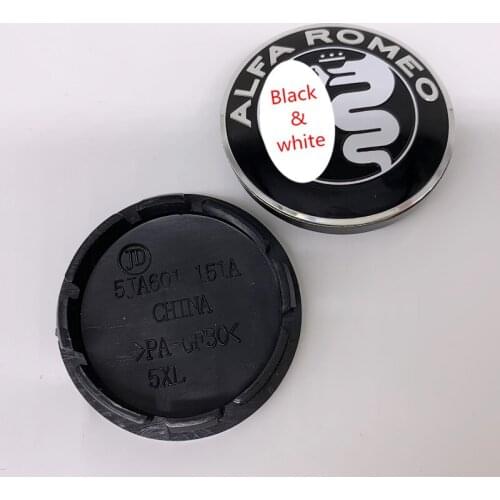 ALFA ROMEO
Black
&
white
JD
5JA601 151A
CHINA
>PA-GF30<
5XL